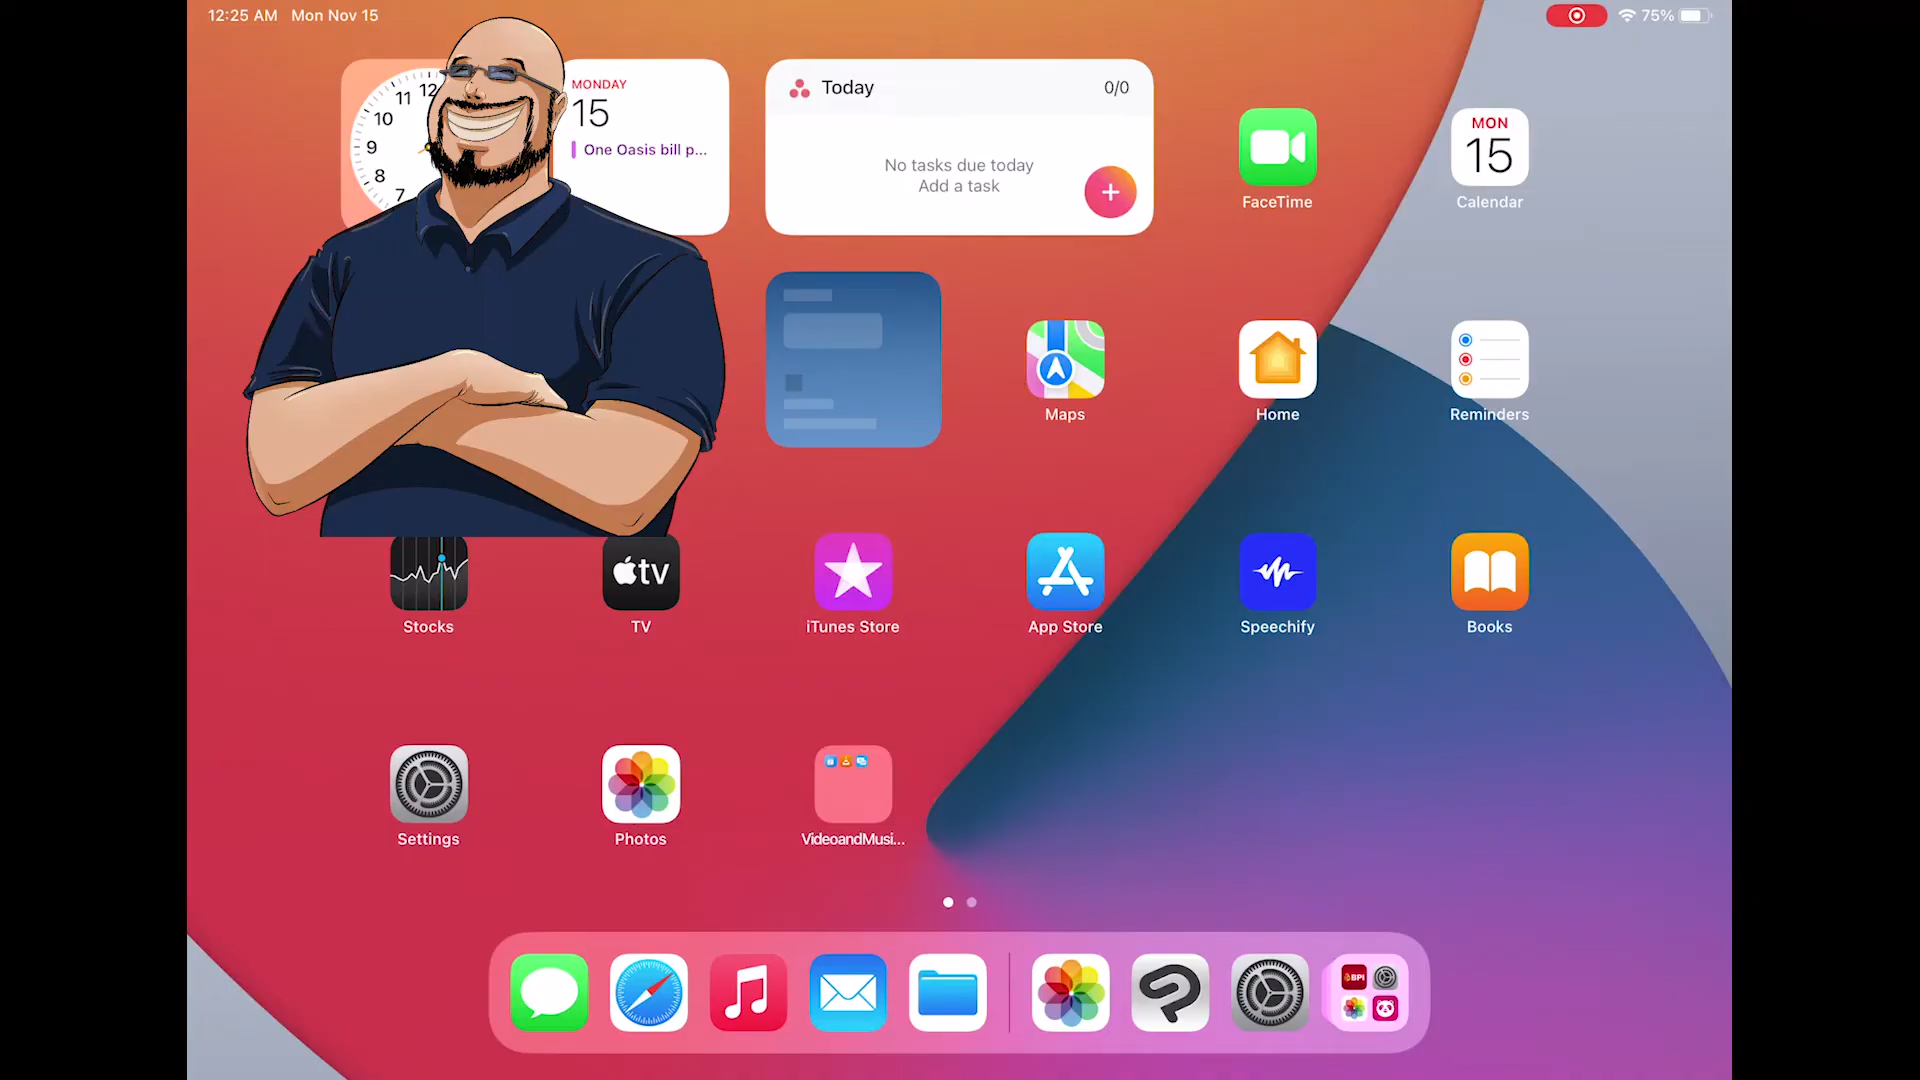 12:25 AM Mon Nov 15
75%
12
11
10
9
8
7
MONDAY
15
One Oasis bill p...
Today
0/0
No tasks due today
Add a task
FaceTime
MON
15
Calendar
Maps
Home
Reminders
Stocks
tv
TV
iTunes Store
App Store
Speechify
Books
Settings
Photos
VideoandMusi...
BPI